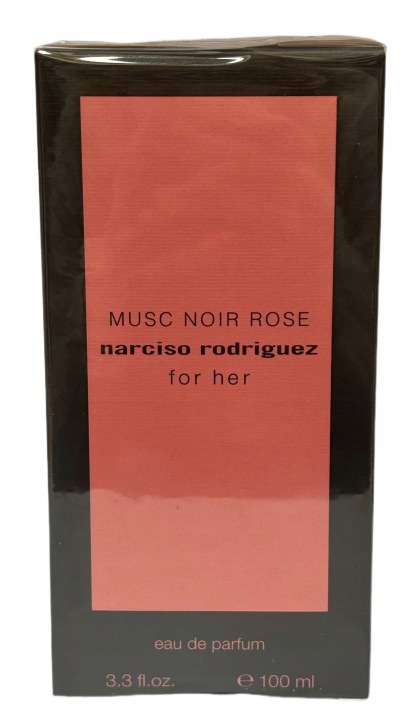 MUSC NOIR ROSE
narciso rodriguez
for her
eau de parfum
3.3 fl.oz. ℮ 100 ml